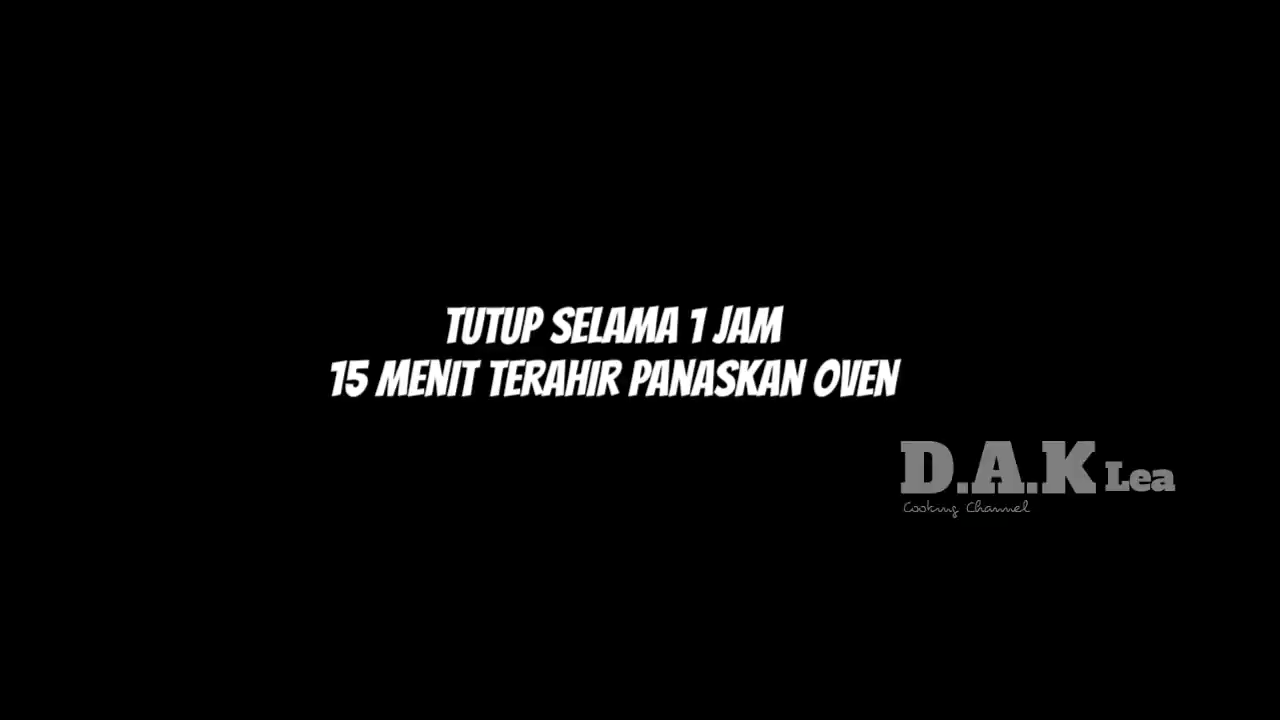 TUTUP SELAMA 1 JAM
15 MENIT TERAHIR PANASKAN OVEN
D.A.K Lea
Cooking Channel